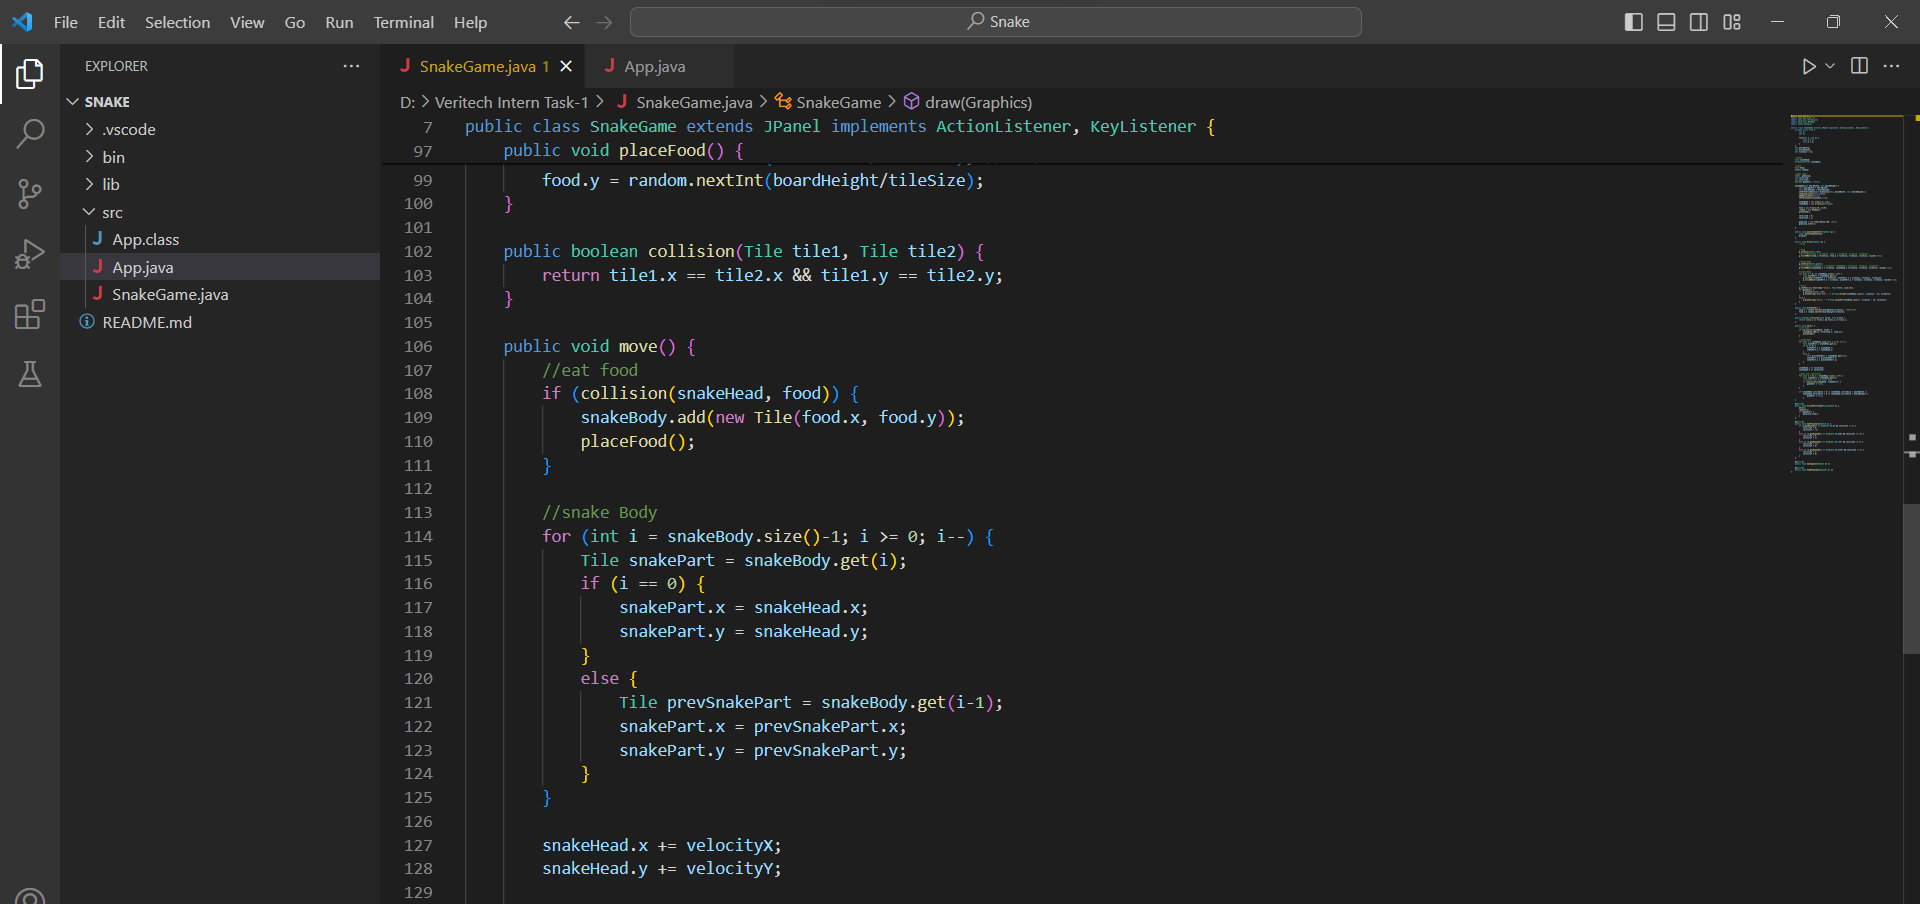 File Edit Selection View Go Run Terminal Help
Snake
EXPLORER
SNAKE
.vscode
bin
lib
src
App.class
App.java
SnakeGame.java
README.md
SnakeGame.java 1
App.java
D: > Veritech Intern Task-1 > SnakeGame.java > SnakeGame > draw(Graphics)
7 public class SnakeGame extends JPanel implements ActionListener, KeyListener {
97 public void placeFood() {
99 food.y = random.nextInt(boardHeight/tileSize);
100 }
101
102 public boolean collision(Tile tile1, Tile tile2) {
103 return tile1.x == tile2.x && tile1.y == tile2.y;
104 }
105
106 public void move() {
107 //eat food
108 if (collision(snakeHead, food)) {
109 snakeBody.add(new Tile(food.x, food.y));
110 placeFood();
111 }
112
113 //snake Body
114 for (int i = snakeBody.size()-1; i >= 0; i--) {
115 Tile snakePart = snakeBody.get(i);
116 if (i == 0) {
117 snakePart.x = snakeHead.x;
118 snakePart.y = snakeHead.y;
119 }
120 else {
121 Tile prevSnakePart = snakeBody.get(i-1);
122 snakePart.x = prevSnakePart.x;
123 snakePart.y = prevSnakePart.y;
124 }
125 }
126
127 snakeHead.x += velocityX;
128 snakeHead.y += velocityY;
129